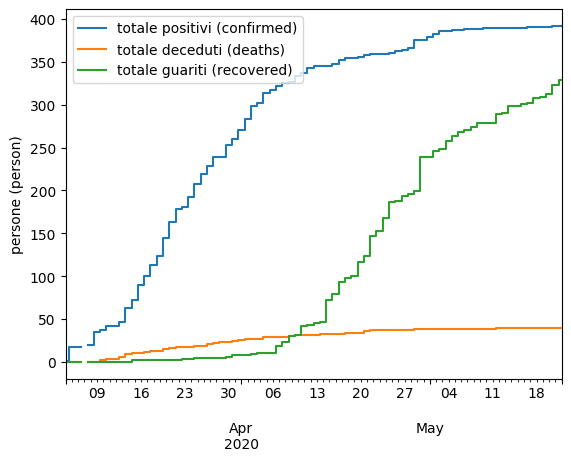 totale positivi (confirmed)
totale deceduti (deaths)
totale guariti (recovered)
persone (person)
400
350
300
250
200
150
100
50
0
09 16 23 30 06 13 20 27 04 11 18
Apr May
2020